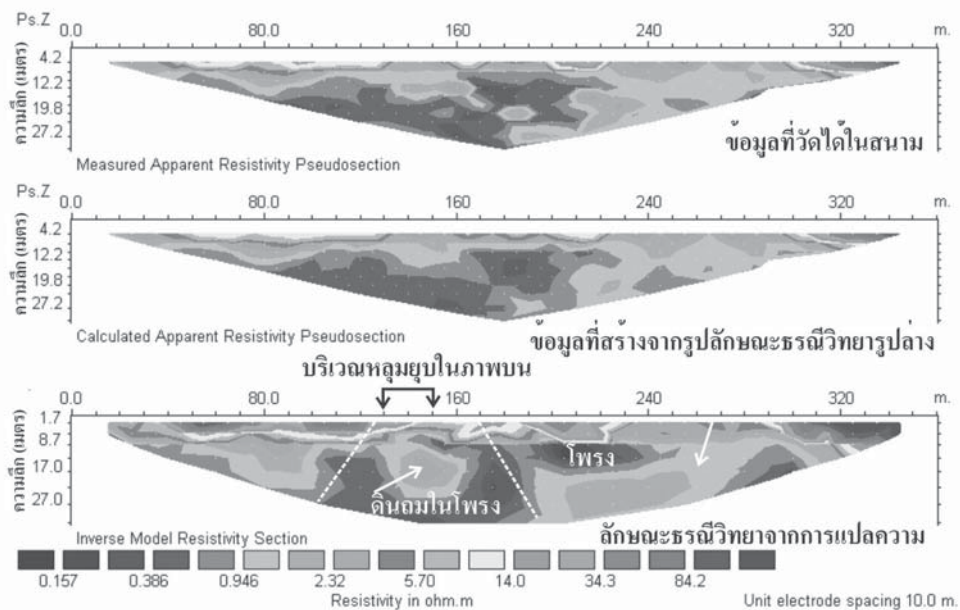 Ps.Z 0.0 80.0 160 240 320 m.
ความลึก (เมตร)
4.2
12.2
19.8
27.2
ข้อมูลที่วัดได้ในสนาม
Measured Apparent Resistivity Pseudosection
Ps.Z 0.0 80.0 160 240 320 m.
ความลึก (เมตร)
4.2
12.2
19.8
27.2
Calculated Apparent Resistivity Pseudosection
ข้อมูลที่สร้างจากรูปลักษณะธรณีวิทยารูปล่าง
บริเวณหลุมยุบในภาพบน
0.0 80.0 160 240 320 m.
ความลึก (เมตร)
1.7
8.7
17.0
27.0
โพรง
ดินถมในโพรง
ลักษณะธรณีวิทยาจากการแปลความ
Inverse Model Resistivity Section
0.157 0.386 0.946 2.32 5.70 14.0 34.3 84.2
Resistivity in ohm.m
Unit electrode spacing 10.0 m.